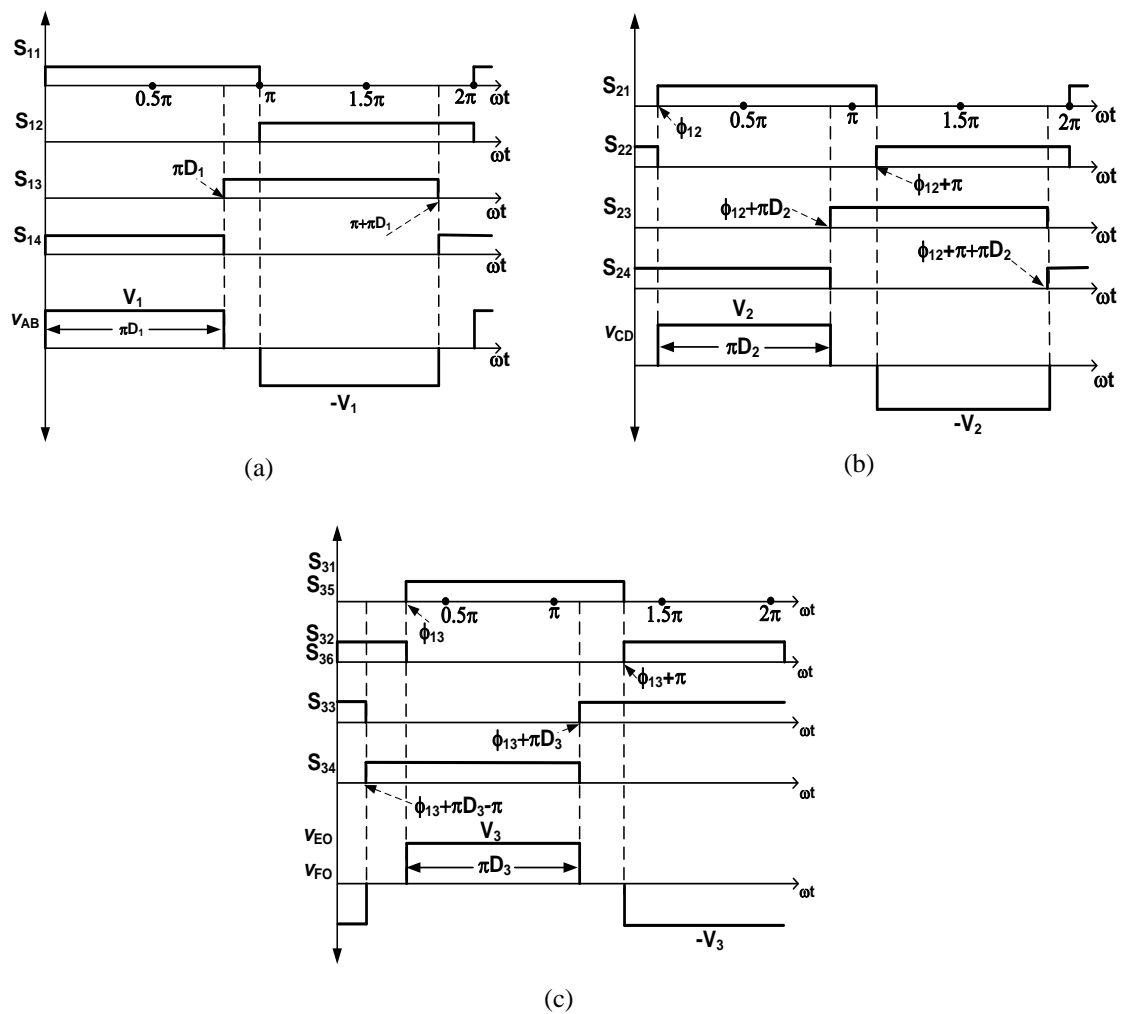 S11
0.5π π 1.5π 2π ωt
S12
ωt
S13 πD1 π+πD1
ωt
S14
ωt
V1
vAB πD1
ωt
-V1
(a)
S21
ϕ12 0.5π π 1.5π 2π ωt
S22
ϕ12+π ωt
S23 ϕ12+πD2
ωt
S24 ϕ12+π+πD2
ωt
V2
vCD πD2
ωt
-V2
(b)
S31
S35
ϕ13 0.5π π 1.5π 2π ωt
S32
S36
ϕ13+π ωt
S33
ϕ13+πD3 ωt
S34
ϕ13+πD3-π ωt
vEO V3
vFO πD3
ωt
-V3
(c)